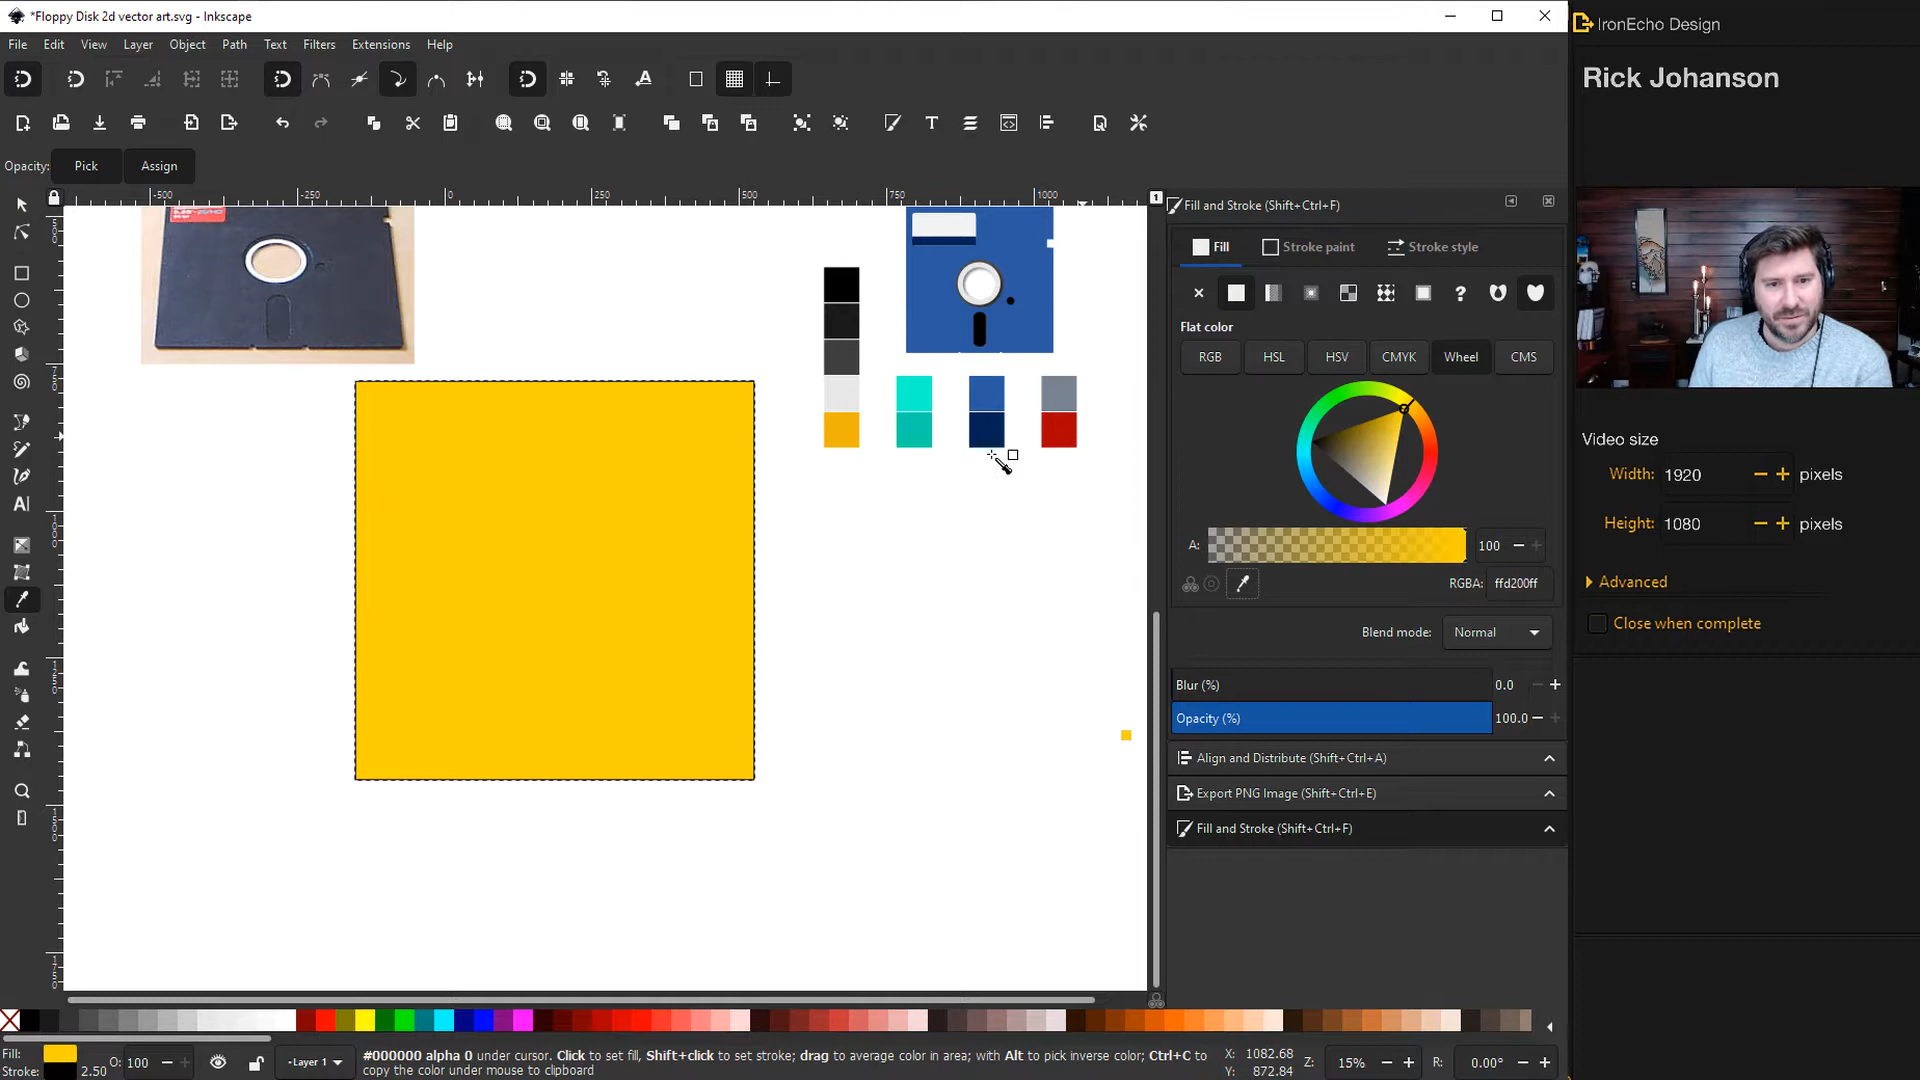 *Floppy Disk 2d vector art.svg - Inkscape
IronEcho Design
File Edit View Layer Object Path Text Filters Extensions Help
Rick Johanson
Opacity: Pick Assign
-500 -250 0 250 500 750 1000
1
Fill and Stroke (Shift+Ctrl+F)
Fill Stroke paint Stroke style
Flat color
RGB HSL HSV CMYK Wheel CMS
Video size
Width: 1920 pixels
Height: 1080 pixels
A: 100
RGBA: ffd200ff
Advanced
Close when complete
Blend mode: Normal
Blur (%) 0.0
Opacity (%) 100.0
Align and Distribute (Shift+Ctrl+A)
Export PNG Image (Shift+Ctrl+E)
Fill and Stroke (Shift+Ctrl+F)
Fill:
Stroke: 2.50
O: 100
Layer 1
#000000 alpha 0 under cursor. Click to set fill, Shift+click to set stroke; drag to average color in area; with Alt to pick inverse color; Ctrl+C to
copy the color under mouse to clipboard
X: 1082.68
Y: 872.84
Z: 15%
R: 0.00°